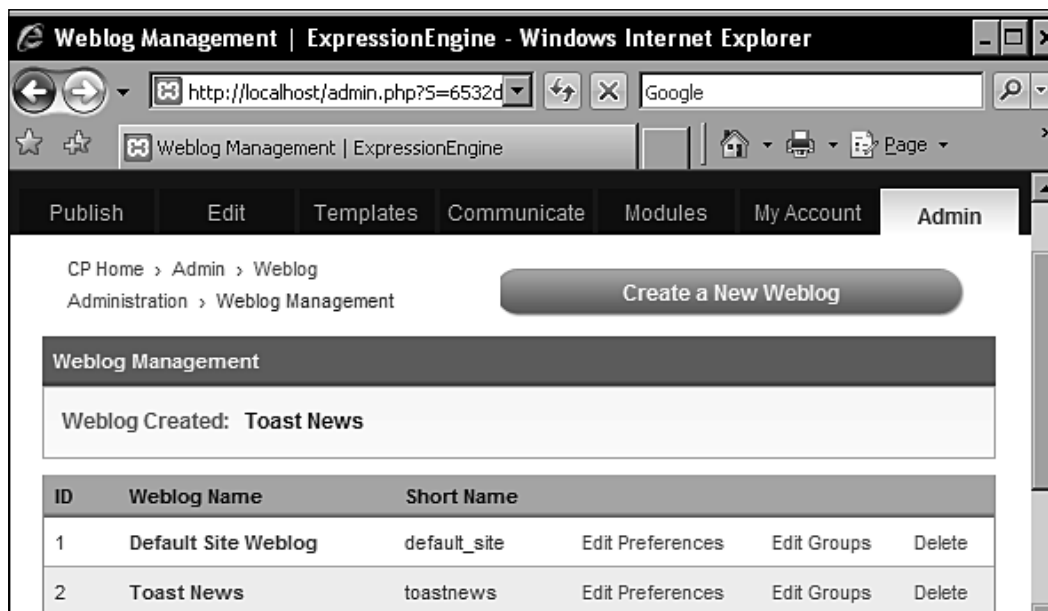 Weblog Management | ExpressionEngine - Windows Internet Explorer
http://localhost/admin.php?S=6532d Google
Weblog Management | ExpressionEngine Page
Publish Edit Templates Communicate Modules My Account Admin
CP Home › Admin › Weblog
Administration › Weblog Management
Create a New Weblog
Weblog Management
Weblog Created: Toast News
ID Weblog Name Short Name
1 Default Site Weblog default_site Edit Preferences Edit Groups Delete
2 Toast News toastnews Edit Preferences Edit Groups Delete